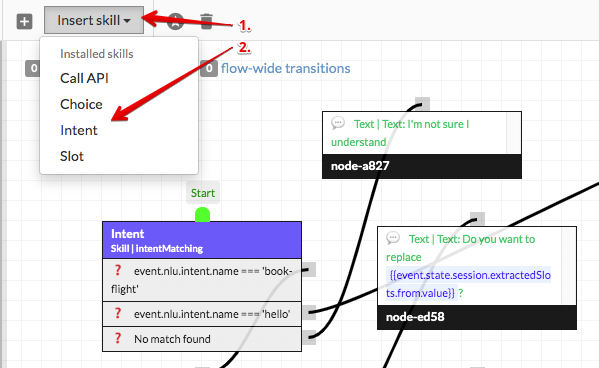 Insert skill
1.
2.
Installed skills
Call API
Choice
Intent
Slot
0
0 flow-wide transitions
Text | Text: I'm not sure I
understand
node-a827
Start
Intent
Skill | intentMatching
? event.nlu.intent.name === 'book-
flight'
? event.nlu.intent.name === 'hello'
? No match found
Text | Text: Do you want to
replace
{{event.state.session.extractedSlo
ts.from.value}} ?
node-ed58